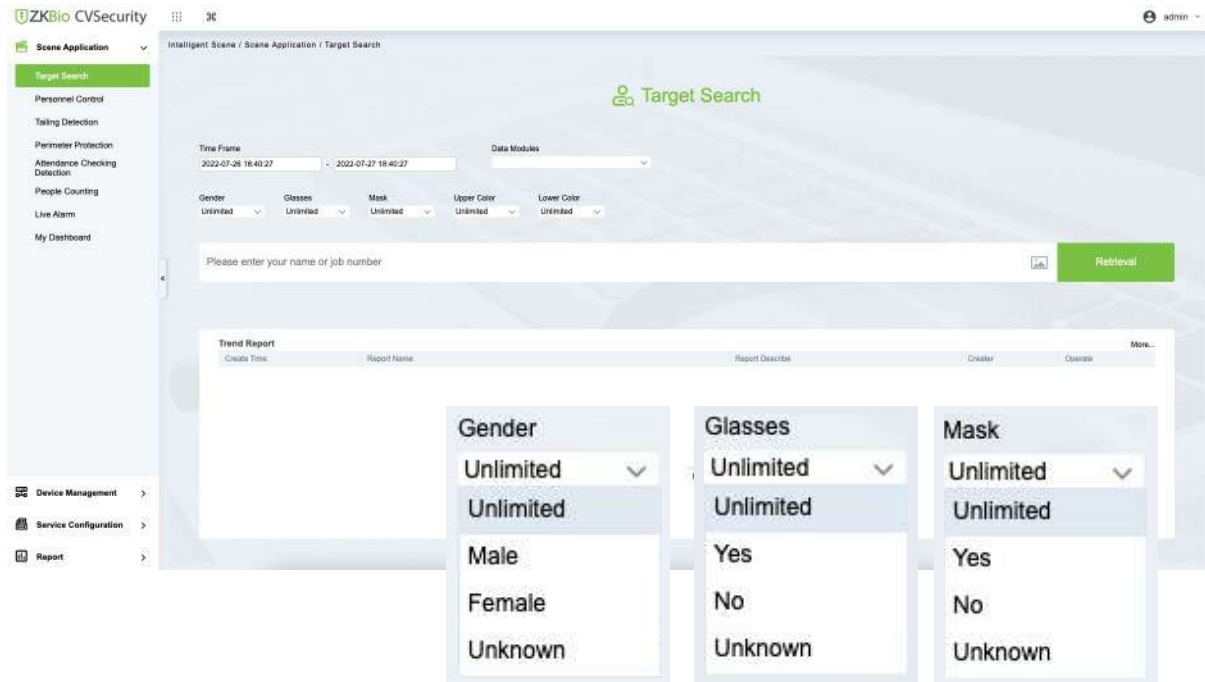 ZKBio CVSecurity
admin
Scene Application
Intelligent Scene / Scene Application / Target Search
Target Search
Personnel Control
Tailing Detection
Perimeter Protection
Attendance Checking
Detection
People Counting
Live Alarm
My Dashboard
Device Management
Service Configuration
Report
Target Search
Time Frame
Data Modules
2022-07-26 18:40:27 - 2022-07-27 18:40:27
Gender Glasses Mask Upper Color Lower Color
Unlimited Unlimited Unlimited Unlimited Unlimited
Please enter your name or job number
Retrieval
Trend Report
More...
Create Time Report Name Report Describe Creater Operate
Gender
Unlimited
Unlimited
Male
Female
Unknown
Glasses
Unlimited
Unlimited
Yes
No
Unknown
Mask
Unlimited
Unlimited
Yes
No
Unknown